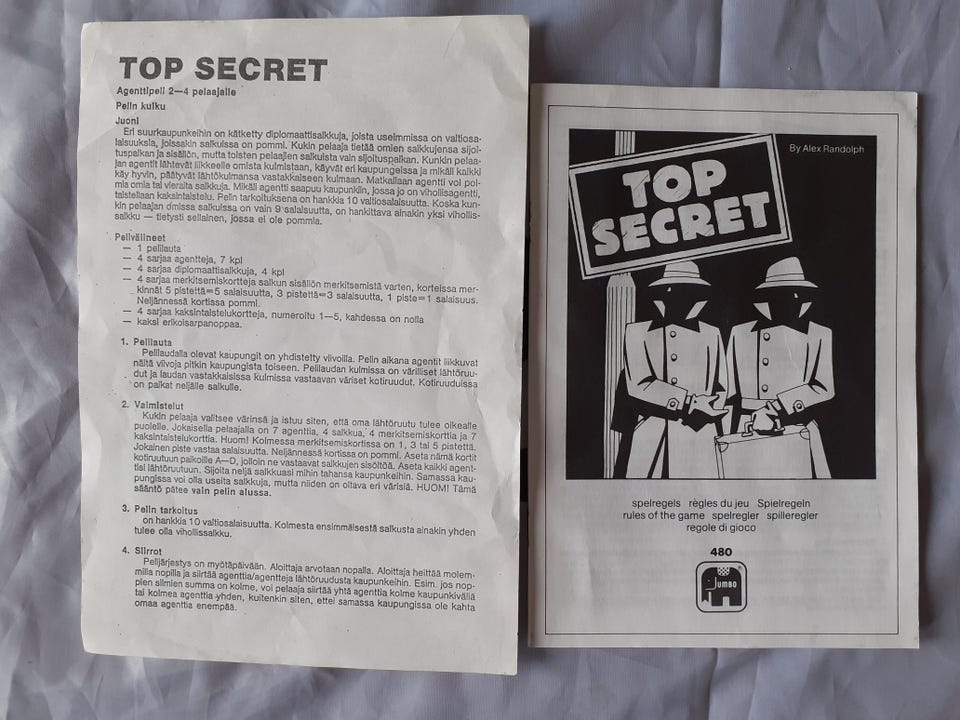 TOP SECRET
Agenttipeli 2—4 pelaajalle
Pelin kulku
Juoni
Eri suurkaupunkeihin on kätketty diplomaattisalkkuja, joista useimmissa on valtiosa-
laisuuksia, joissakin salkuissa on pommi. Kukin pelaaja tietää omien salkkujensa sijoi-
tuspaikan ja sisällön, mutta toisten pelaajien salkuista vain sijoituspaikan. Kunkin pelaa-
jan agentit lähtevät liikkeelle omista kulmistaan, käyvät eri kaupungeissa ja mikäli kaikki
käy hyvin, päätyvät lähtökulmansa vastakkaiseen kulmaan. Matkallaan agentti voi poi-
mia omia tai vieraita salkkuja. Mikäli agentti saapuu kaupunkiin, jossa jo on vihollisagentti,
taistellaan kaksintaistelu. Pelin tarkoituksena on hankkia 10 valtiosalaisuutta. Koska kun-
kin pelaajan omissa salkuissa on vain 9 salaisuutta, on hankittava ainakin yksi vihollis-
salkku — tietysti sellainen, jossa ei ole pommia.
Pelivälineet
— 1 pelilauta
— 4 sarjaa agentteja, 7 kpl
— 4 sarjaa diplomaattisalkkuja, 4 kpl
— 4 sarjaa merkitsemiskortteja salkun sisällön merkitsemistä varten, korteissa mer-
kinnät 5 pistettä=5 salaisuutta, 3 pistettä=3 salaisuutta, 1 piste=1 salaisuus.
Neljännessä kortissa pommi.
— 4 sarjaa kaksintaistelukortteja, numeroitu 1—5, kahdessa on nolla
— kaksi erikoisarpanoppaa.
1. Pelilauta
Pelilaudalla olevat kaupungit on yhdistetty viivoilla. Pelin aikana agentit liikkuvat
näitä viivoja pitkin kaupungista toiseen. Pelilaudan kulmissa on värilliset lähtöruu-
dut ja laudan vastakkaisissa kulmissa vastaavan väriset kotiruudut. Kotiruuduissa
on paikat neljälle salkulle.
2. Valmistelut
Kukin pelaaja valitsee värinsä ja istuu siten, että oma lähtöruutu tulee oikealle
puolelle. Jokaisella pelaajalla on 7 agenttia, 4 salkkua, 4 merkitsemiskorttia ja 7
kaksintaistelukorttia. Huom! Kolmessa merkitsemiskortissa on 1, 3 tai 5 pistettä.
Jokainen piste vastaa salaisuutta. Neljännessä kortissa on pommi. Aseta nämä kortit
kotiruutuun paikoille A—D, jolloin ne vastaavat salkkujen sisöltöä. Aseta kaikki agent-
tisi lähtöruutuun. Sijoita neljä salkkuasi mihin tahansa kaupunkeihin. Samassa kau-
pungissa voi olla useita salkkuja, mutta niiden on oltava eri värisiä. HUOM! Tämä
sääntö pätee vain pelin alussa.
3. Pelin tarkoitus
on hankkia 10 valtiosalaisuutta. Kolmesta ensimmäisestä salkusta ainakin yhden
tulee olla vihollissalkku.
4. Siirrot
Pelijärjestys on myötäpäivään. Aloittaja arvotaan nopalla. Aloittaja heittää molem-
milla nopilla ja siirtää agenttia/agentteja lähtöruudusta kaupunkeihin. Esim. jos nop-
pien silmien summa on kolme, voi pelaaja siirtää yhtä agenttia kolme kaupunkiväliä
tai kolmea agenttia yhden, kuitenkin siten, ettei samassa kaupungissa ole kahta
omaa agenttia enempää.
By Alex Randolph
TOP
SECRET
spelregels règles du jeu Spielregeln
rules of the game spelregler spilleregler
regole di gioco
480
Jumbo